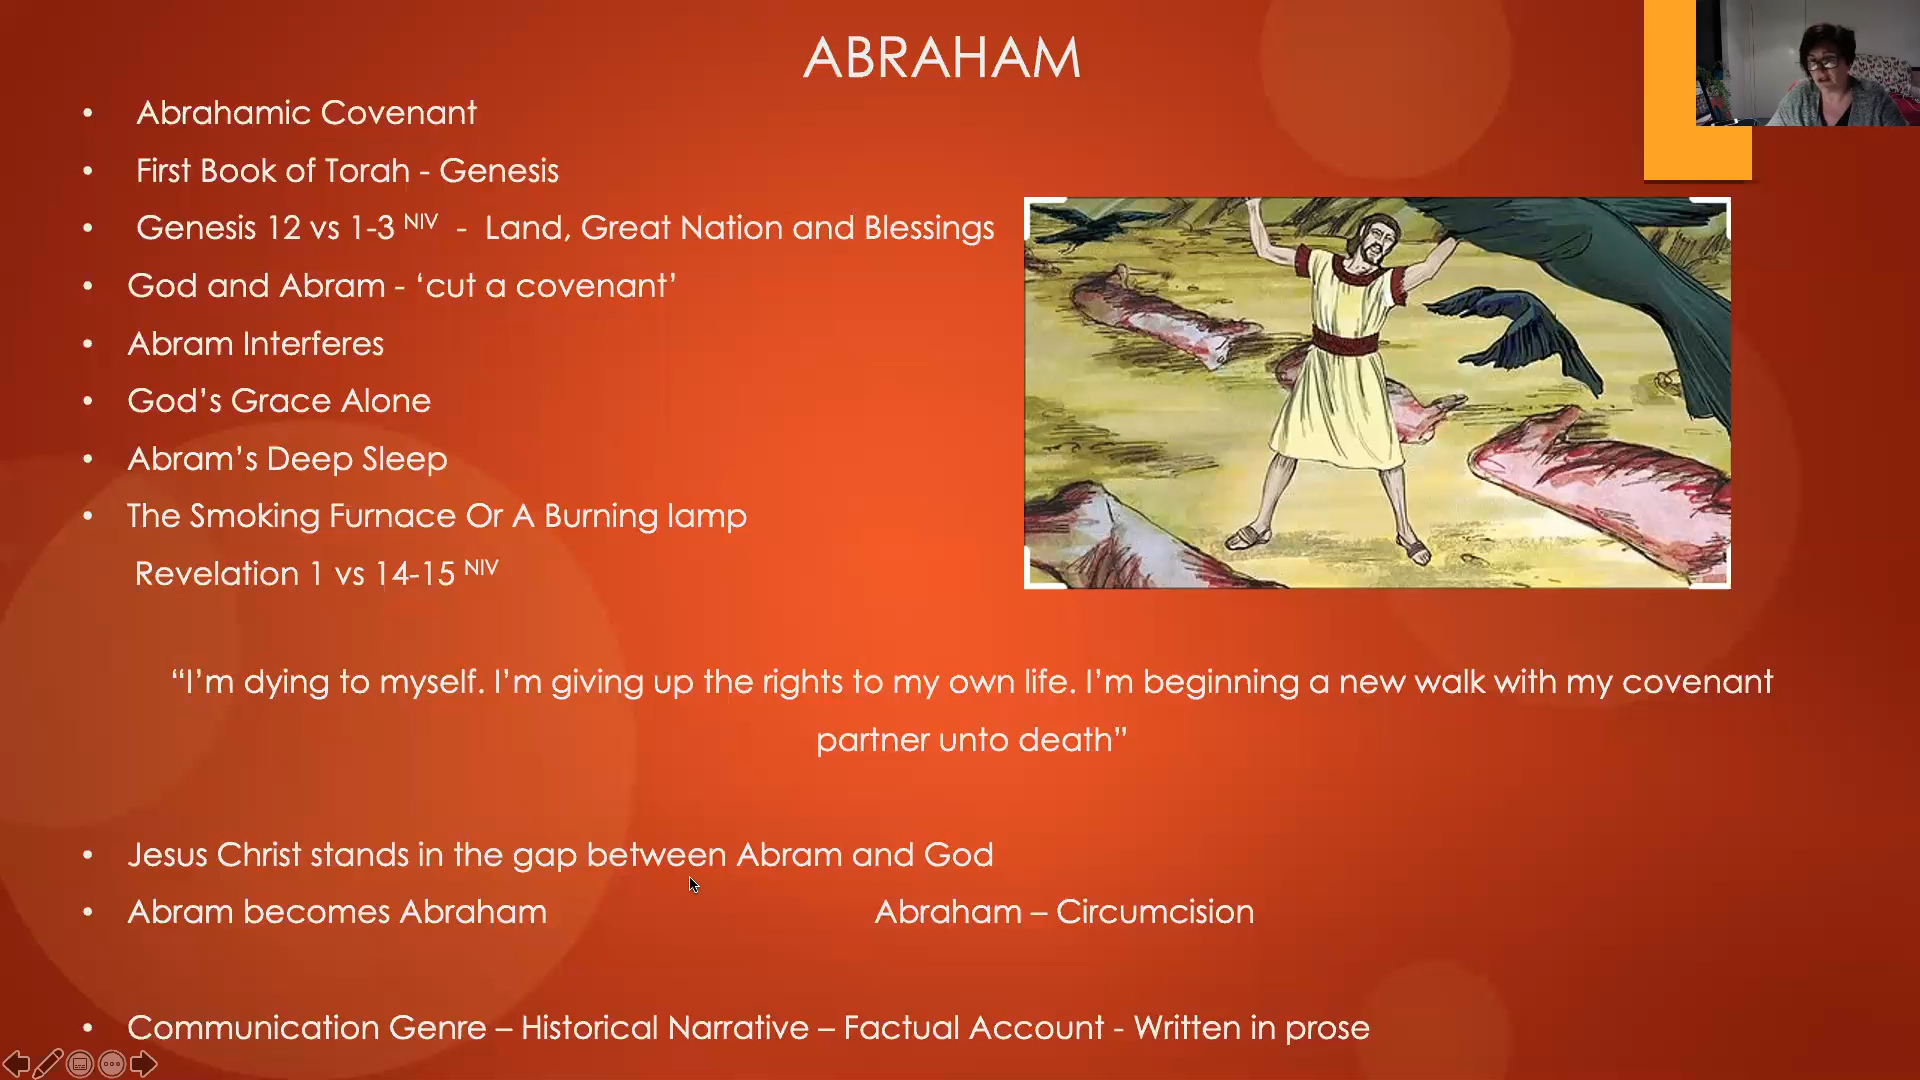 ABRAHAM
• Abrahamic Covenant
• First Book of Torah - Genesis
• Genesis 12 vs 1-3 NIV - Land, Great Nation and Blessings
• God and Abram - ‘cut a covenant’
• Abram Interferes
• God’s Grace Alone
• Abram’s Deep Sleep
• The Smoking Furnace Or A Burning lamp
Revelation 1 vs 14-15 NIV
“I’m dying to myself. I’m giving up the rights to my own life. I’m beginning a new walk with my covenant
partner unto death”
• Jesus Christ stands in the gap between Abram and God
• Abram becomes Abraham Abraham – Circumcision
• Communication Genre – Historical Narrative – Factual Account - Written in prose